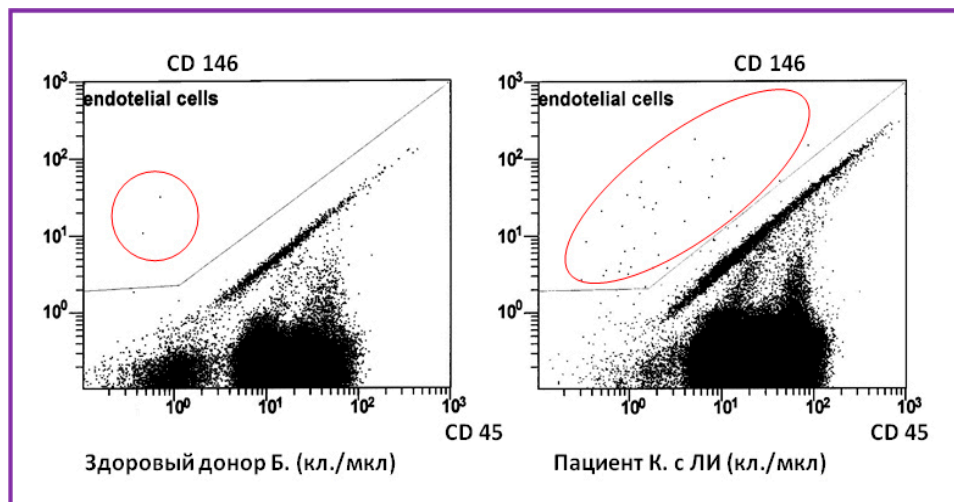 CD 146
endotelial cells
10³
10²
10¹
10⁰
10⁰ 10¹ 10² 10³
CD 45
Здоровый донор Б. (кл./мкл)
CD 146
endotelial cells
10³
10²
10¹
10⁰
10⁰ 10¹ 10² 10³
CD 45
Пациент К. с ЛИ (кл./мкл)